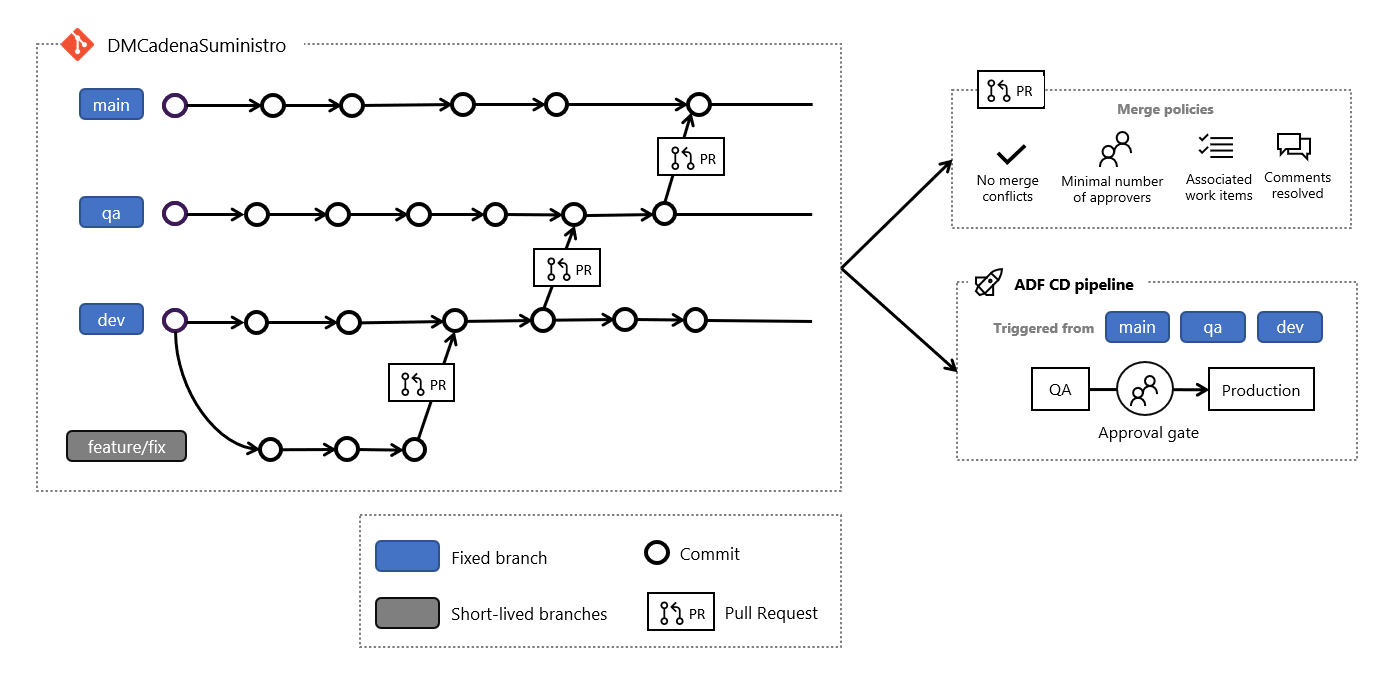 DMCadenaSuministro
main
PR
qa
PR
dev
PR
feature/fix
PR
Merge policies
No merge
conflicts
Minimal number
of approvers
Associated
work items
Comments
resolved
ADF CD pipeline
Triggered from
main
qa
dev
QA
Production
Approval gate
Fixed branch
Commit
Short-lived branches
PR
Pull Request